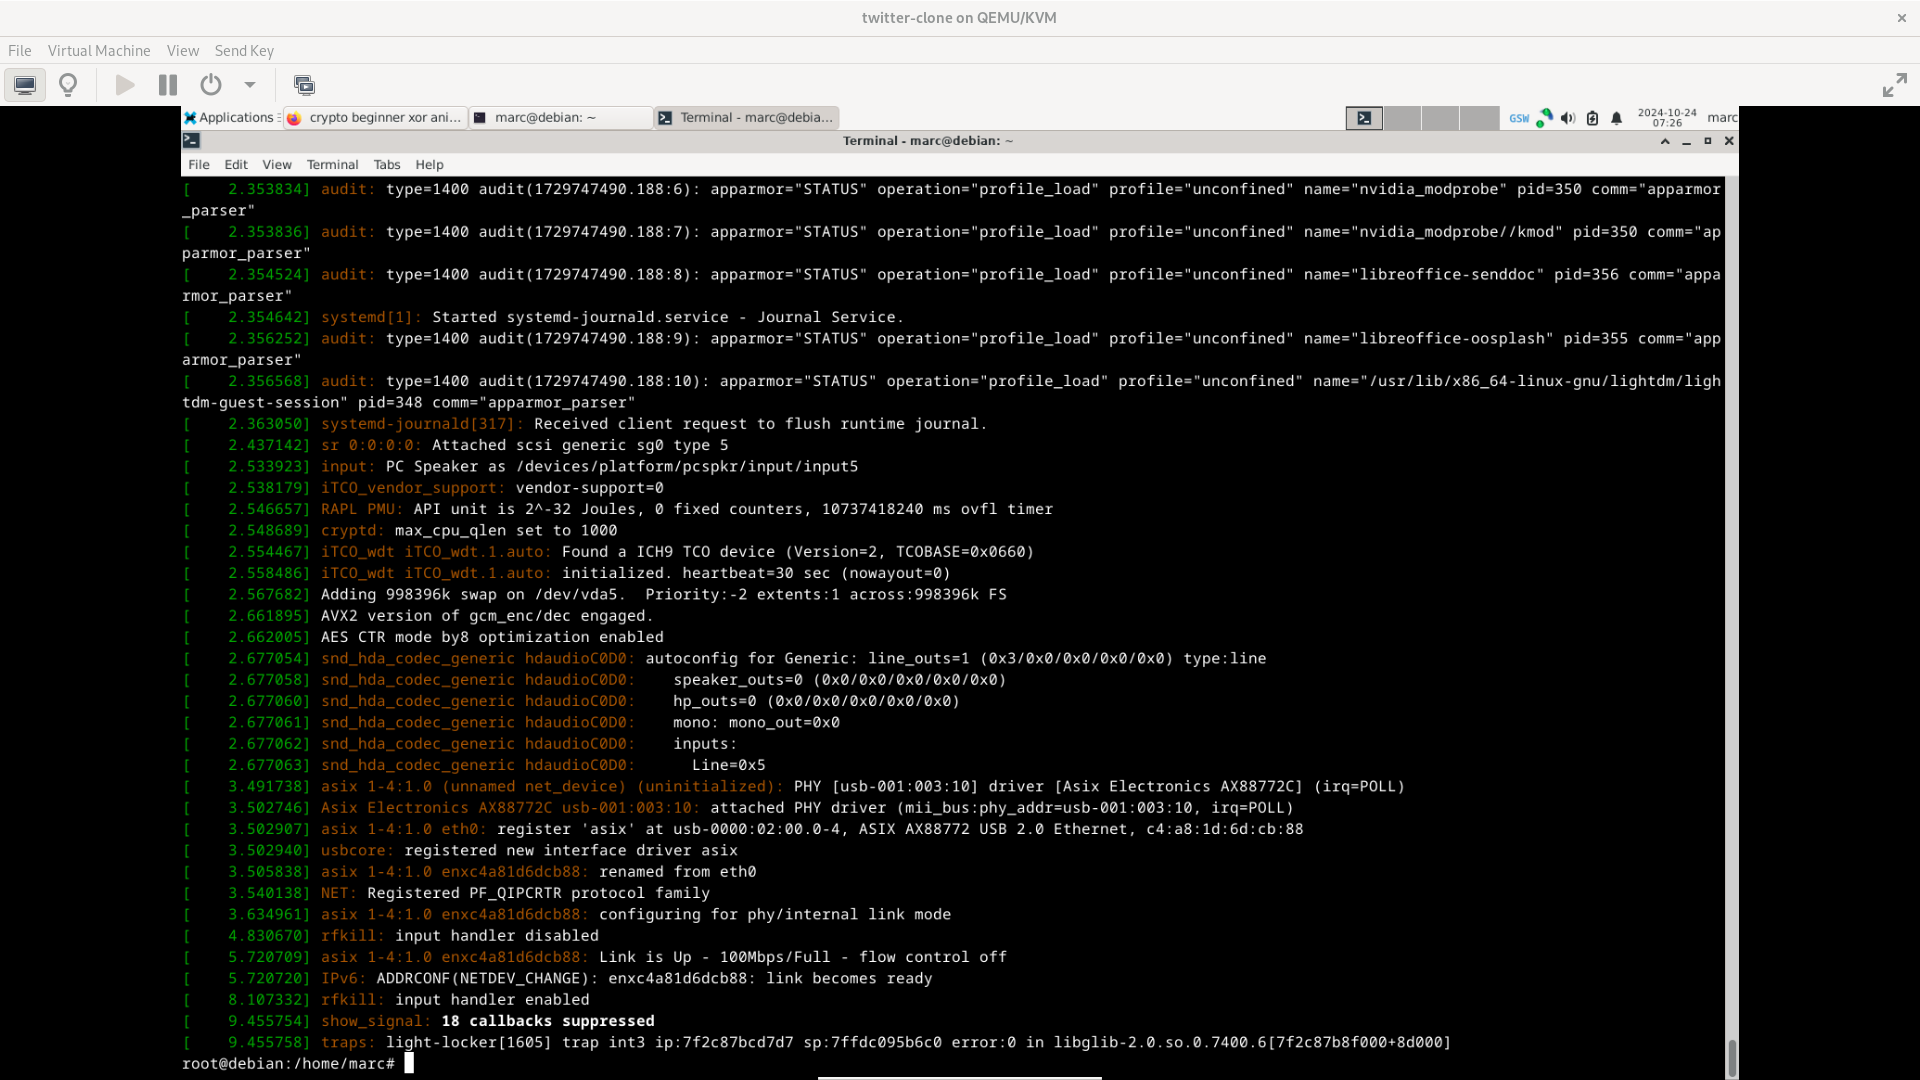 twitter-clone on QEMU/KVM
File Virtual Machine View Send Key
Applications crypto beginner xor ani... marc@debian: ~ Terminal - marc@debia... GSW 2024-10-24 07:26 marc
Terminal - marc@debian: ~
File Edit View Terminal Tabs Help
[    2.353834] audit: type=1400 audit(1729747490.188:6): apparmor="STATUS" operation="profile_load" profile="unconfined" name="nvidia_modprobe" pid=350 comm="apparmor
_parser"
[    2.353836] audit: type=1400 audit(1729747490.188:7): apparmor="STATUS" operation="profile_load" profile="unconfined" name="nvidia_modprobe//kmod" pid=350 comm="ap
parmor_parser"
[    2.354524] audit: type=1400 audit(1729747490.188:8): apparmor="STATUS" operation="profile_load" profile="unconfined" name="libreoffice-senddoc" pid=356 comm="appa
rmor_parser"
[    2.354642] systemd[1]: Started systemd-journald.service - Journal Service.
[    2.356252] audit: type=1400 audit(1729747490.188:9): apparmor="STATUS" operation="profile_load" profile="unconfined" name="libreoffice-oosplash" pid=355 comm="app
armor_parser"
[    2.356568] audit: type=1400 audit(1729747490.188:10): apparmor="STATUS" operation="profile_load" profile="unconfined" name="/usr/lib/x86_64-linux-gnu/lightdm/ligh
tdm-guest-session" pid=348 comm="apparmor_parser"
[    2.363050] systemd-journald[317]: Received client request to flush runtime journal.
[    2.437142] sr 0:0:0:0: Attached scsi generic sg0 type 5
[    2.533923] input: PC Speaker as /devices/platform/pcspkr/input/input5
[    2.538179] iTCO_vendor_support: vendor-support=0
[    2.546657] RAPL PMU: API unit is 2^-32 Joules, 0 fixed counters, 10737418240 ms ovfl timer
[    2.548689] cryptd: max_cpu_qlen set to 1000
[    2.554467] iTCO_wdt iTCO_wdt.1.auto: Found a ICH9 TCO device (Version=2, TCOBASE=0x0660)
[    2.558486] iTCO_wdt iTCO_wdt.1.auto: initialized. heartbeat=30 sec (nowayout=0)
[    2.567682] Adding 998396k swap on /dev/vda5.  Priority:-2 extents:1 across:998396k FS
[    2.661895] AVX2 version of gcm_enc/dec engaged.
[    2.662005] AES CTR mode by8 optimization enabled
[    2.677054] snd_hda_codec_generic hdaudioC0D0: autoconfig for Generic: line_outs=1 (0x3/0x0/0x0/0x0/0x0) type:line
[    2.677058] snd_hda_codec_generic hdaudioC0D0:    speaker_outs=0 (0x0/0x0/0x0/0x0/0x0)
[    2.677060] snd_hda_codec_generic hdaudioC0D0:    hp_outs=0 (0x0/0x0/0x0/0x0/0x0)
[    2.677061] snd_hda_codec_generic hdaudioC0D0:    mono: mono_out=0x0
[    2.677062] snd_hda_codec_generic hdaudioC0D0:    inputs:
[    2.677063] snd_hda_codec_generic hdaudioC0D0:      Line=0x5
[    3.491738] asix 1-4:1.0 (unnamed net_device) (uninitialized): PHY [usb-001:003:10] driver [Asix Electronics AX88772C] (irq=POLL)
[    3.502746] Asix Electronics AX88772C usb-001:003:10: attached PHY driver (mii_bus:phy_addr=usb-001:003:10, irq=POLL)
[    3.502907] asix 1-4:1.0 eth0: register 'asix' at usb-0000:02:00.0-4, ASIX AX88772 USB 2.0 Ethernet, c4:a8:1d:6d:cb:88
[    3.502940] usbcore: registered new interface driver asix
[    3.505838] asix 1-4:1.0 enxc4a81d6dcb88: renamed from eth0
[    3.540138] NET: Registered PF_QIPCRTR protocol family
[    3.634961] asix 1-4:1.0 enxc4a81d6dcb88: configuring for phy/internal link mode
[    4.830670] rfkill: input handler disabled
[    5.720709] asix 1-4:1.0 enxc4a81d6dcb88: Link is Up - 100Mbps/Full - flow control off
[    5.720720] IPv6: ADDRCONF(NETDEV_CHANGE): enxc4a81d6dcb88: link becomes ready
[    8.107332] rfkill: input handler enabled
[    9.455754] show_signal: 18 callbacks suppressed
[    9.455758] traps: light-locker[1605] trap int3 ip:7f2c87bcd7d7 sp:7ffdc095b6c0 error:0 in libglib-2.0.so.0.7400.6[7f2c87b8f000+8d000]
root@debian:/home/marc#